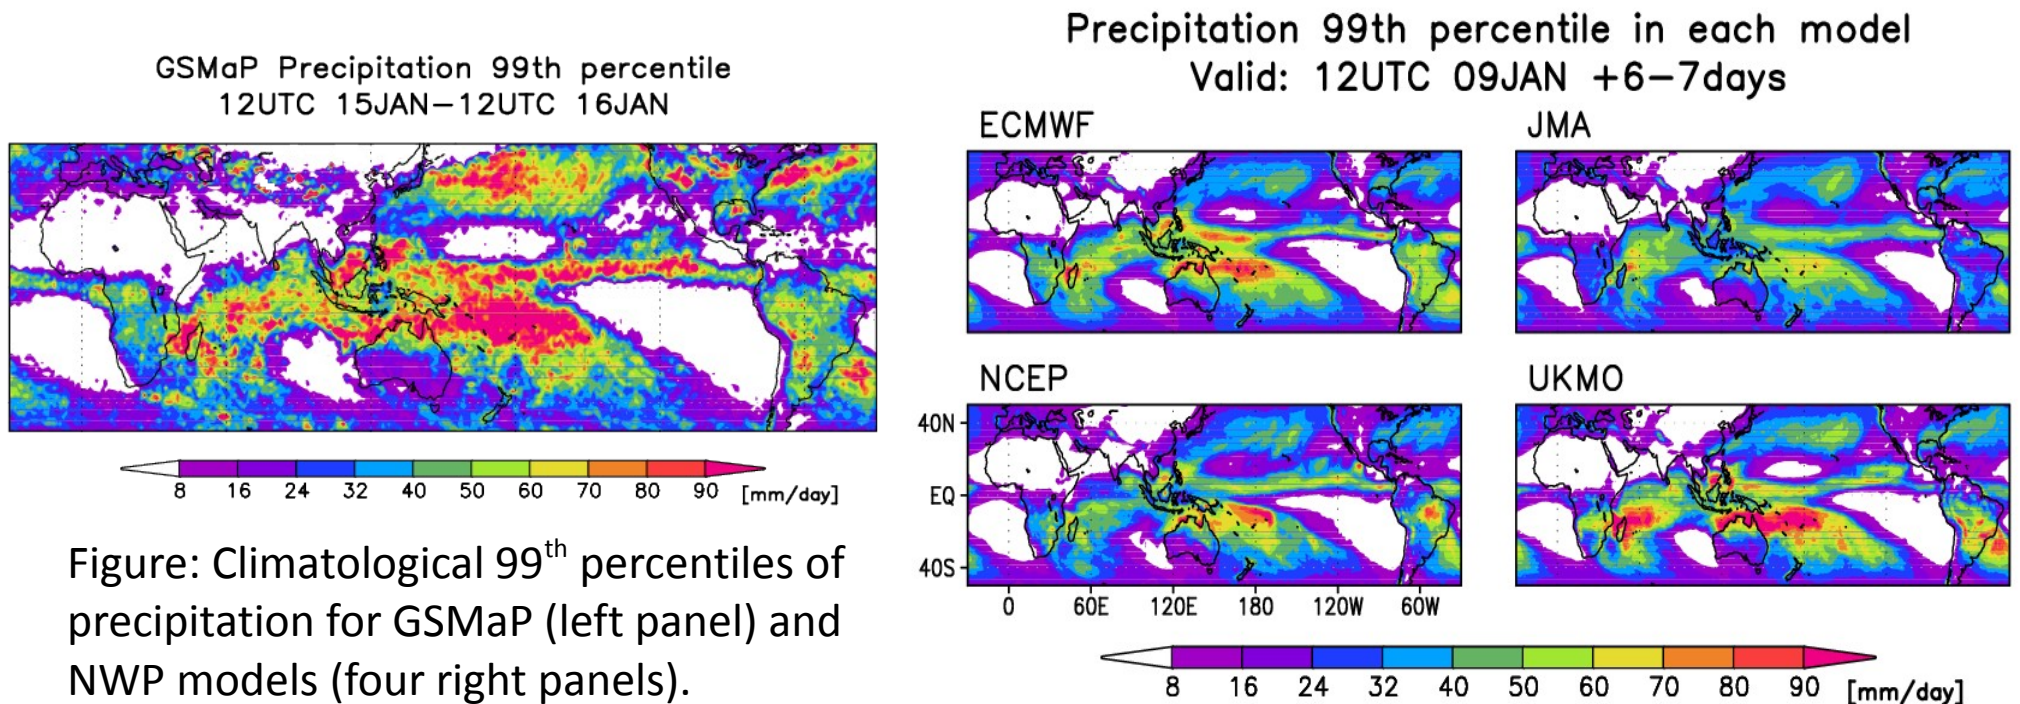 GSMaP Precipitation 99th percentile
12UTC 15JAN−12UTC 16JAN
8 16 24 32 40 50 60 70 80 90 [mm/day]
Figure: Climatological 99th percentiles of
precipitation for GSMaP (left panel) and
NWP models (four right panels).
Precipitation 99th percentile in each model
Valid: 12UTC 09JAN +6−7days
ECMWF
JMA
NCEP
UKMO
40N
EQ
40S
0 60E 120E 180 120W 60W
8 16 24 32 40 50 60 70 80 90 [mm/day]